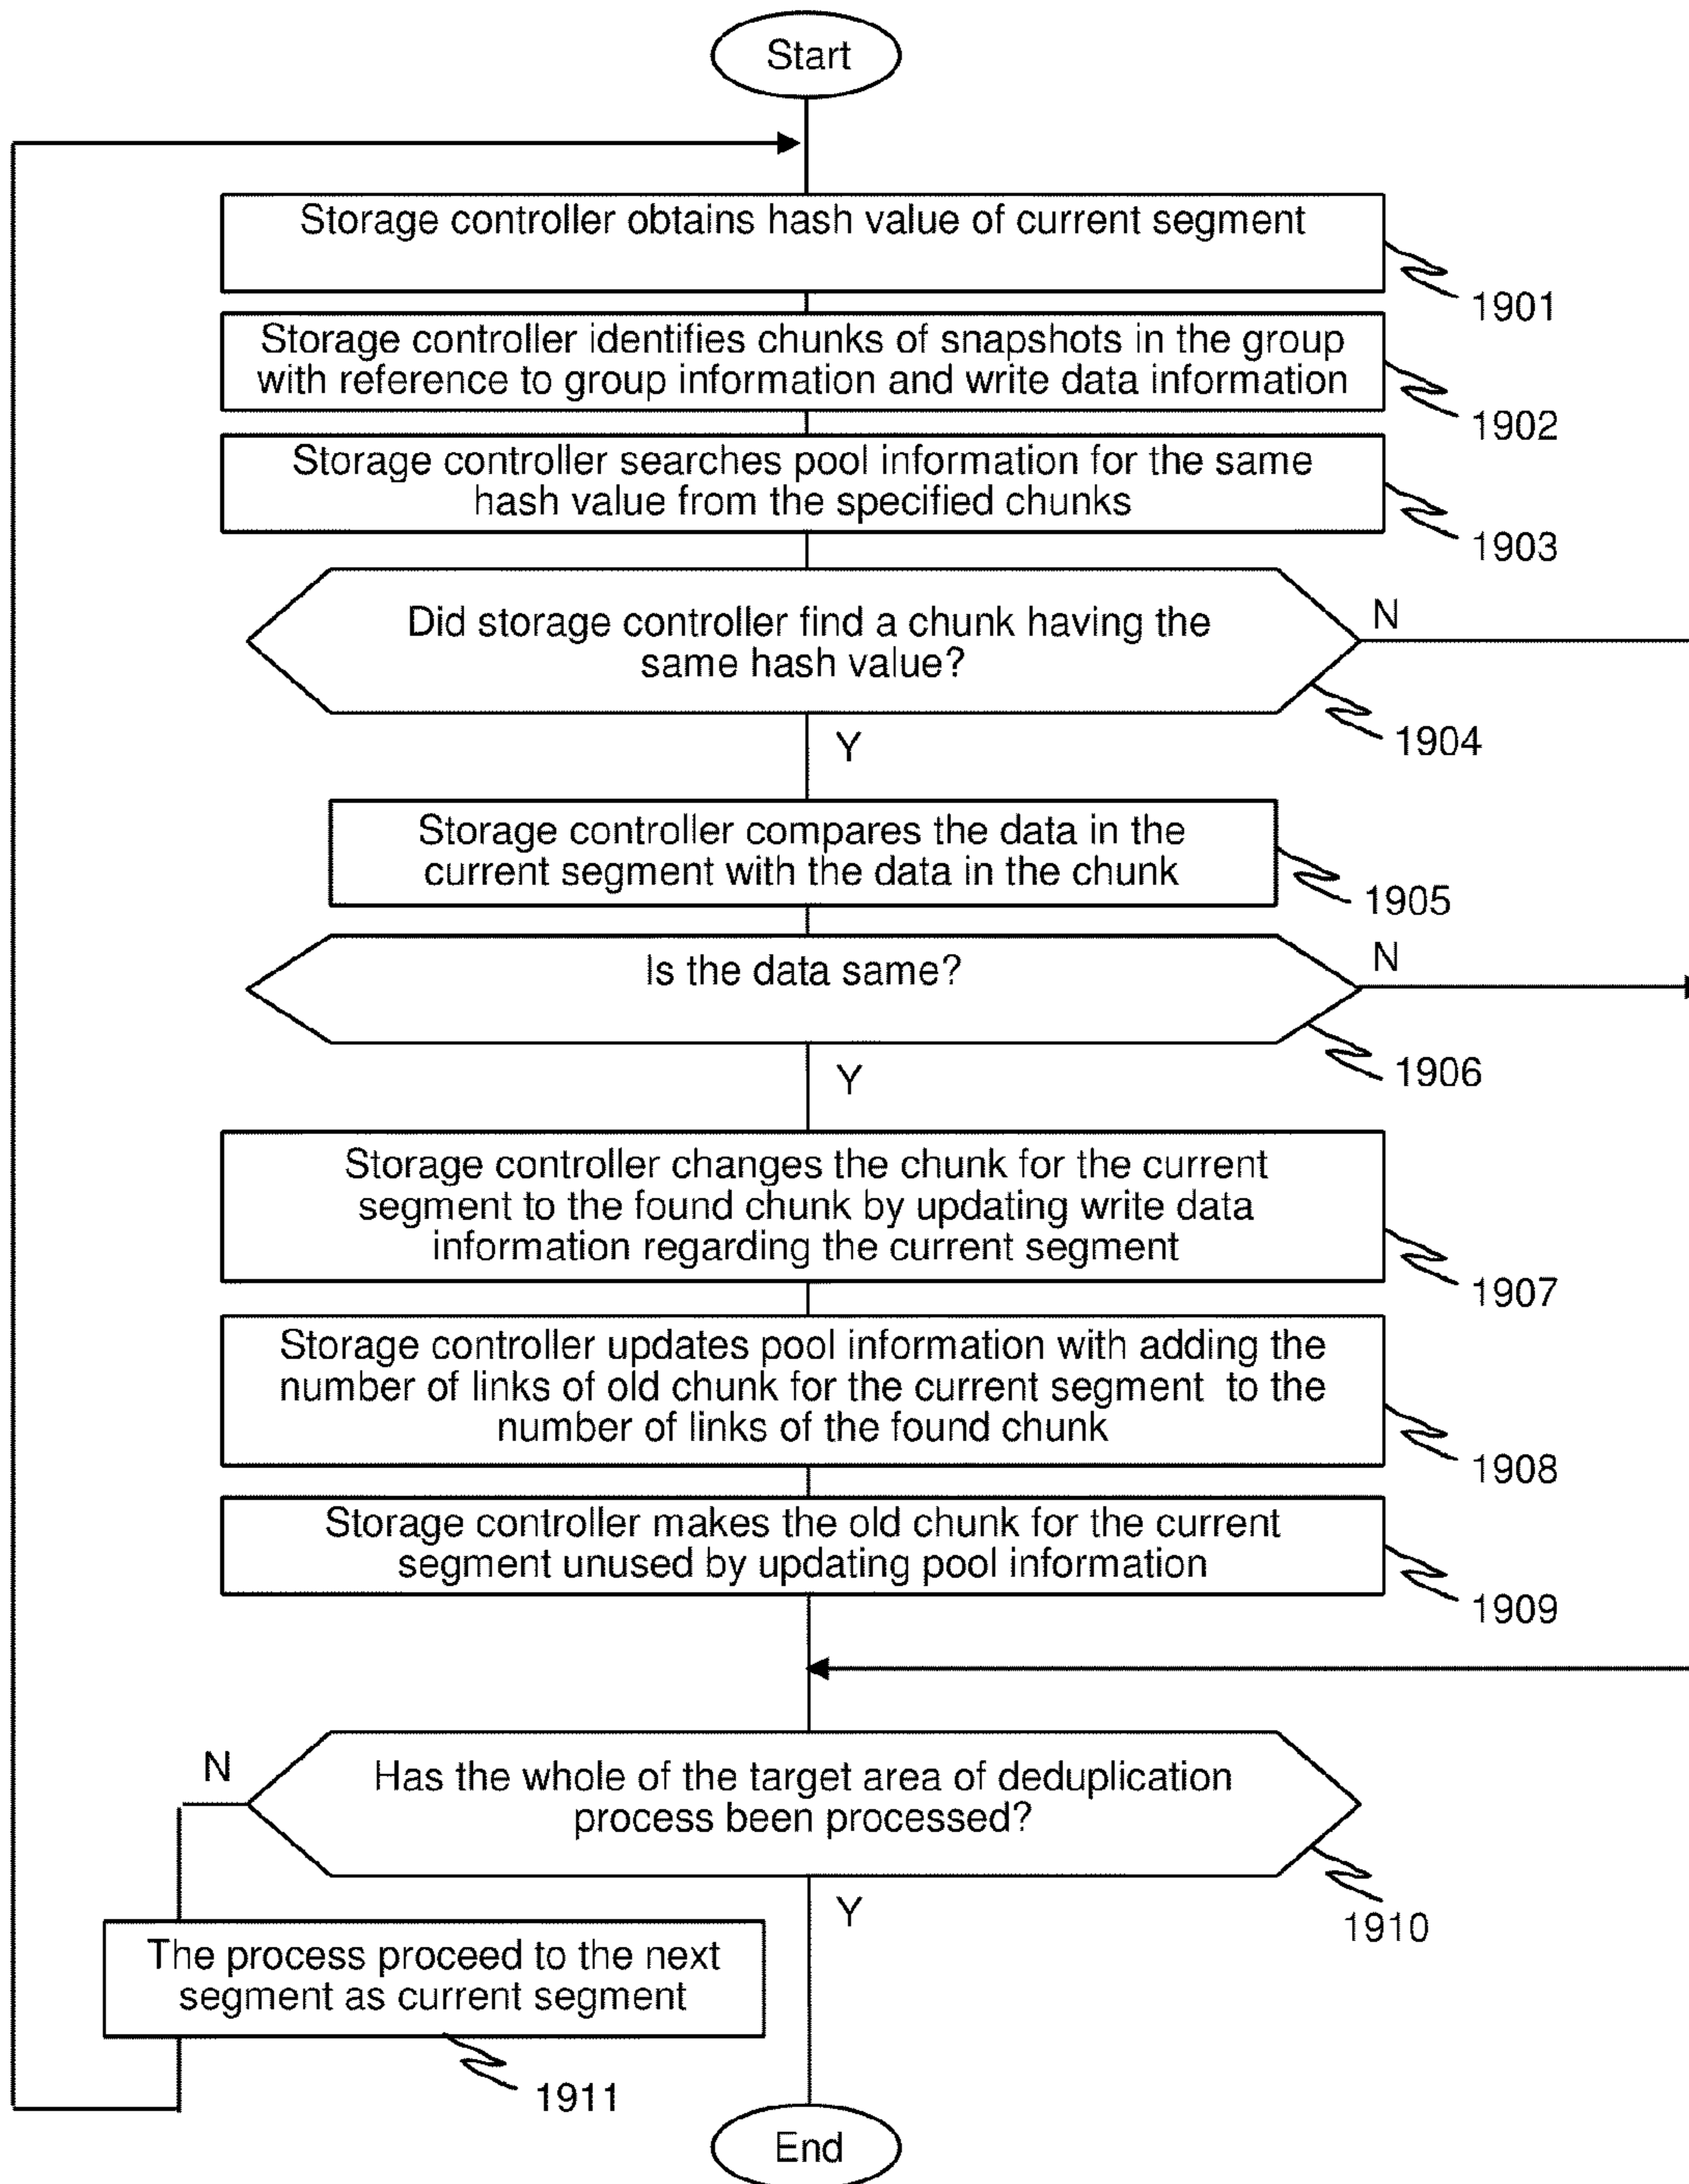 Start
Storage controller obtains hash value of current segment
1901
Storage controller identifies chunks of snapshots in the group
with reference to group information and write data information
1902
Storage controller searches pool information for the same
hash value from the specified chunks
1903
Did storage controller find a chunk having the
same hash value?
N
1904
Y
Storage controller compares the data in the
current segment with the data in the chunk
1905
Is the data same?
N
1906
Y
Storage controller changes the chunk for the current
segment to the found chunk by updating write data
information regarding the current segment
1907
Storage controller updates pool information with adding the
number of links of old chunk for the current segment to the
number of links of the found chunk
1908
Storage controller makes the old chunk for the current
segment unused by updating pool information
1909
N
Has the whole of the target area of deduplication
process been processed?
1910
Y
The process proceed to the next
segment as current segment
1911
End